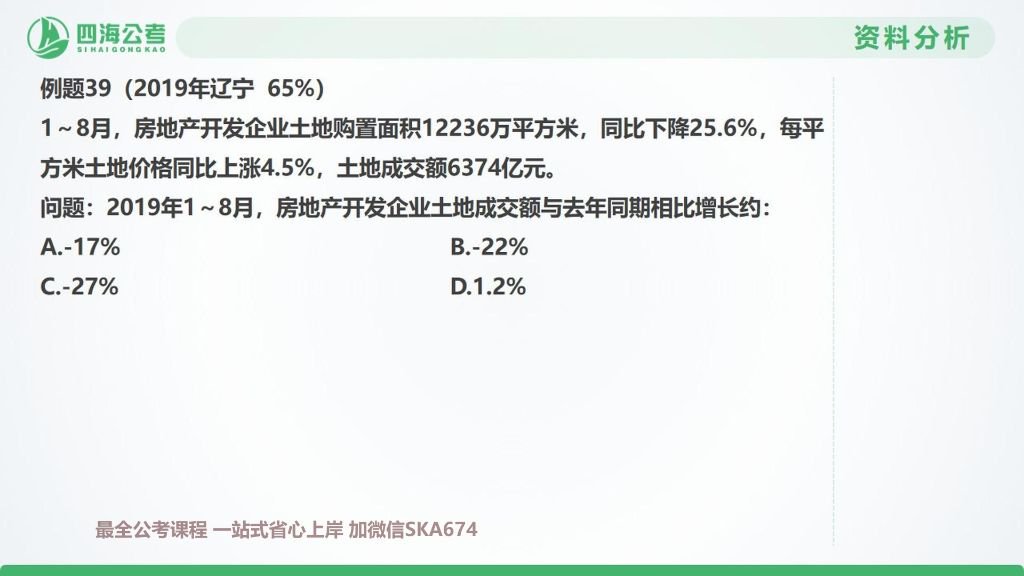 四海公考
SIHAIGONGKAO
资料分析
例题39（2019年辽宁 65%）
1～8月，房地产开发企业土地购置面积12236万平方米，同比下降25.6%，每平
方米土地价格同比上涨4.5%，土地成交额6374亿元。
问题：2019年1～8月，房地产开发企业土地成交额与去年同期相比增长约：
A.-17% B.-22%
C.-27% D.1.2%
最全公考课程 一站式省心上岸 加微信SKA674